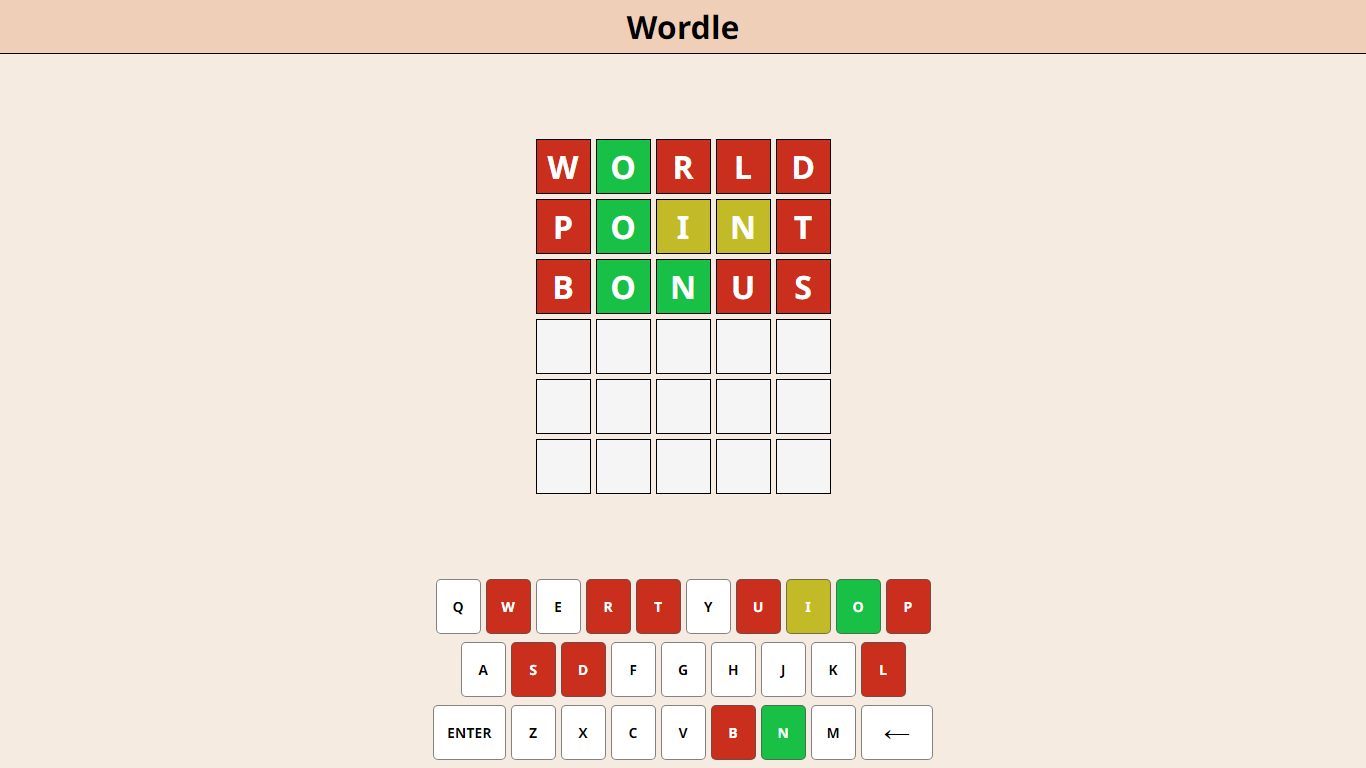 Wordle
W O R L D
P O I N T
B O N U S
Q W E R T Y U I O P
A S D F G H J K L
ENTER Z X C V B N M ←